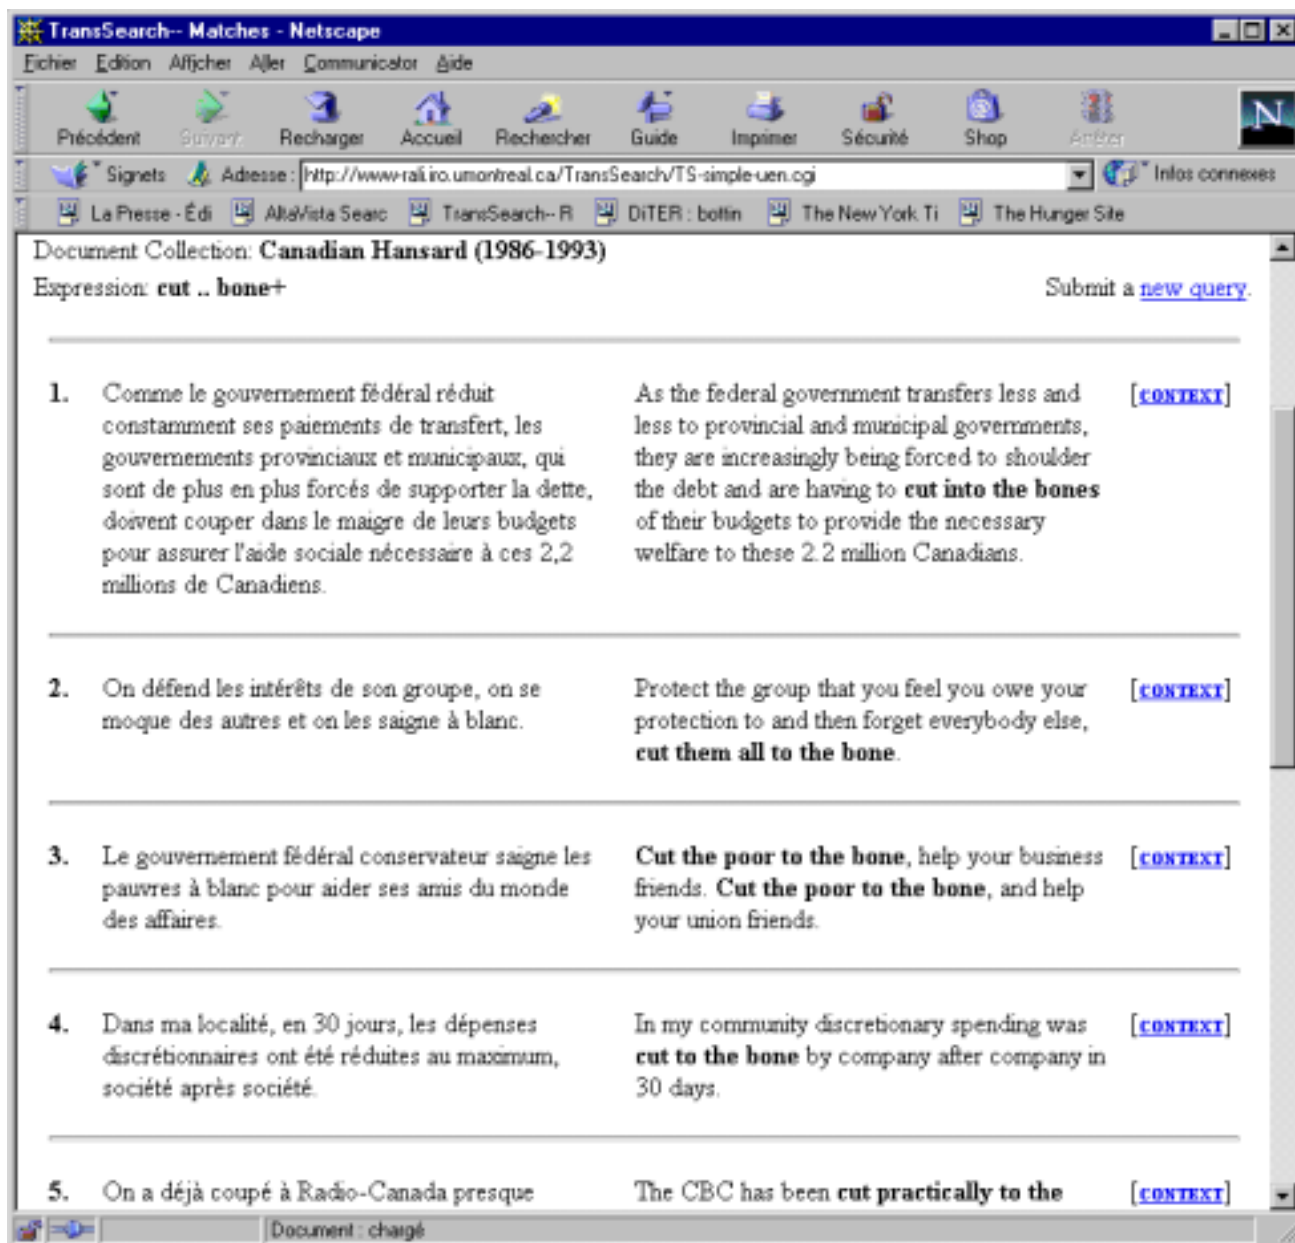 TransSearch-- Matches - Netscape
Fichier Edition Afficher Aller Communicator Aide
Précédent Suivant Recharger Accueil Rechercher Guide Imprimer Sécurité Shop Arrêter
N
Signets Adresse : http://www-rali.iro.umontreal.ca/TransSearch/TS-simple-uen.cgi Infos connexes
La Presse - Édi AltaVista Searc TransSearch-- R DiTER : bottin The New York Ti The Hunger Site
Document Collection: Canadian Hansard (1986-1993)
Expression: cut .. bone+ Submit a new query.
1. Comme le gouvernement fédéral réduit
constamment ses paiements de transfert, les
gouvernements provinciaux et municipaux, qui
sont de plus en plus forcés de supporter la dette,
doivent couper dans le maigre de leurs budgets
pour assurer l'aide sociale nécessaire à ces 2,2
millions de Canadiens.
As the federal government transfers less and
less to provincial and municipal governments,
they are increasingly being forced to shoulder
the debt and are having to cut into the bones
of their budgets to provide the necessary
welfare to these 2.2 million Canadians.
[CONTEXT]
2. On défend les intérêts de son groupe, on se
moque des autres et on les saigne à blanc.
Protect the group that you feel you owe your
protection to and then forget everybody else,
cut them all to the bone.
[CONTEXT]
3. Le gouvernement fédéral conservateur saigne les
pauvres à blanc pour aider ses amis du monde
des affaires.
Cut the poor to the bone, help your business
friends. Cut the poor to the bone, and help
your union friends.
[CONTEXT]
4. Dans ma localité, en 30 jours, les dépenses
discrétionnaires ont été réduites au maximum,
société après société.
In my community discretionary spending was
cut to the bone by company after company in
30 days.
[CONTEXT]
5. On a déjà coupé à Radio-Canada presque
The CBC has been cut practically to the
[CONTEXT]
Document : chargé